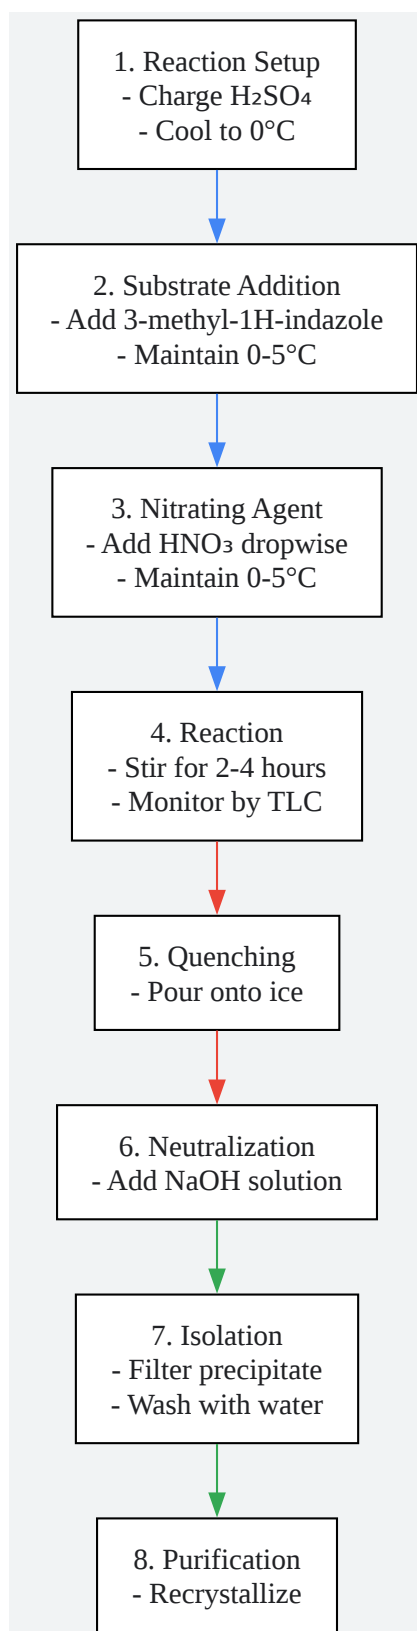 1. Reaction Setup
- Charge H₂SO₄
- Cool to 0°C
2. Substrate Addition
- Add 3-methyl-1H-indazole
- Maintain 0-5°C
3. Nitrating Agent
- Add HNO₃ dropwise
- Maintain 0-5°C
4. Reaction
- Stir for 2-4 hours
- Monitor by TLC
5. Quenching
- Pour onto ice
6. Neutralization
- Add NaOH solution
7. Isolation
- Filter precipitate
- Wash with water
8. Purification
- Recrystallize